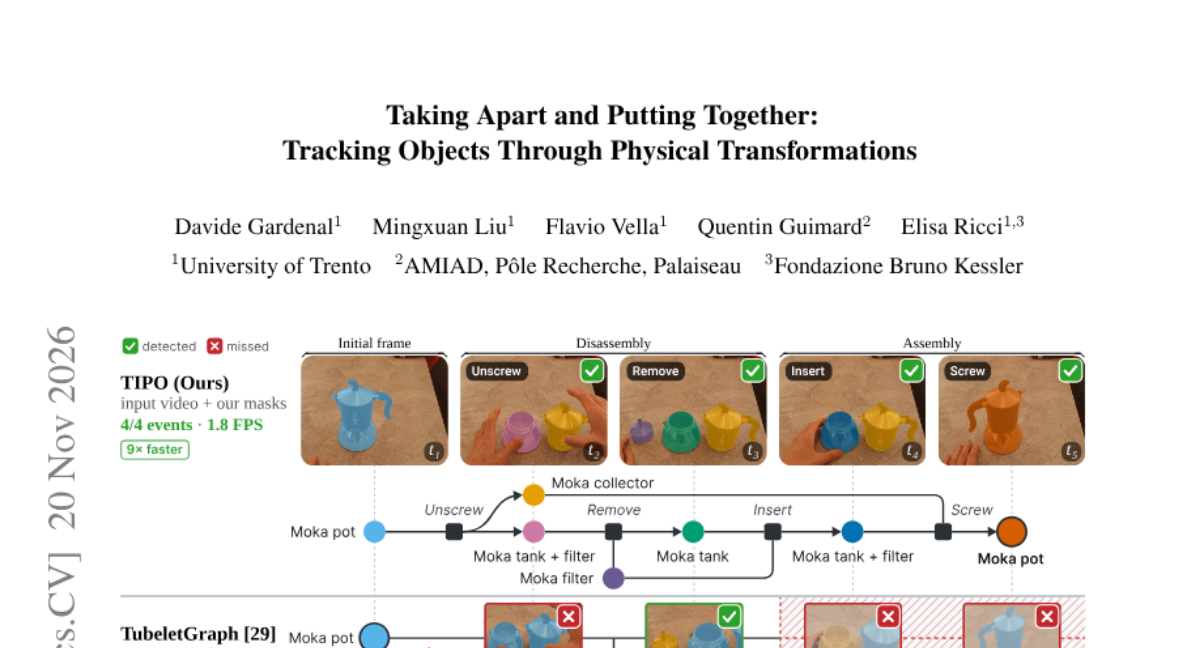 Taking Apart and Putting Together:
Tracking Objects Through Physical Transformations
Davide Gardenal1 Mingxuan Liu1 Flavio Vella1 Quentin Guimard2 Elisa Ricci1,3
1University of Trento 2AMIAD, Pôle Recherche, Palaiseau 3Fondazione Bruno Kessler
cs.CV] 20 Nov 2026
detected missed
Initial frame Disassembly Assembly
TIPO (Ours)
input video + our masks
4/4 events · 1.8 FPS
9× faster
Unscrew Remove Insert Screw
t1 t2 t3 t4 t5
Moka collector
Unscrew Remove Insert Screw
Moka pot
Moka tank + filter Moka tank Moka tank + filter Moka pot
Moka filter
TubeletGraph [29] Moka pot